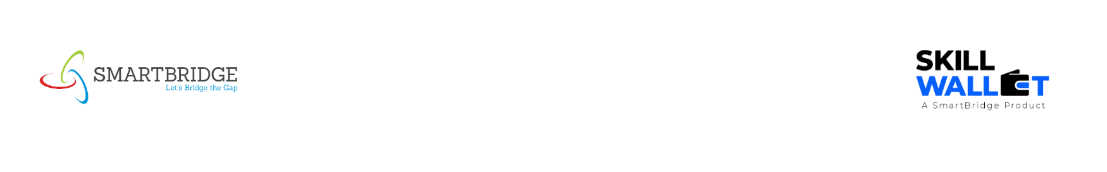 SMARTBRIDGE
Let's Bridge the Gap
SKILL
WALLET
A SmartBridge Product